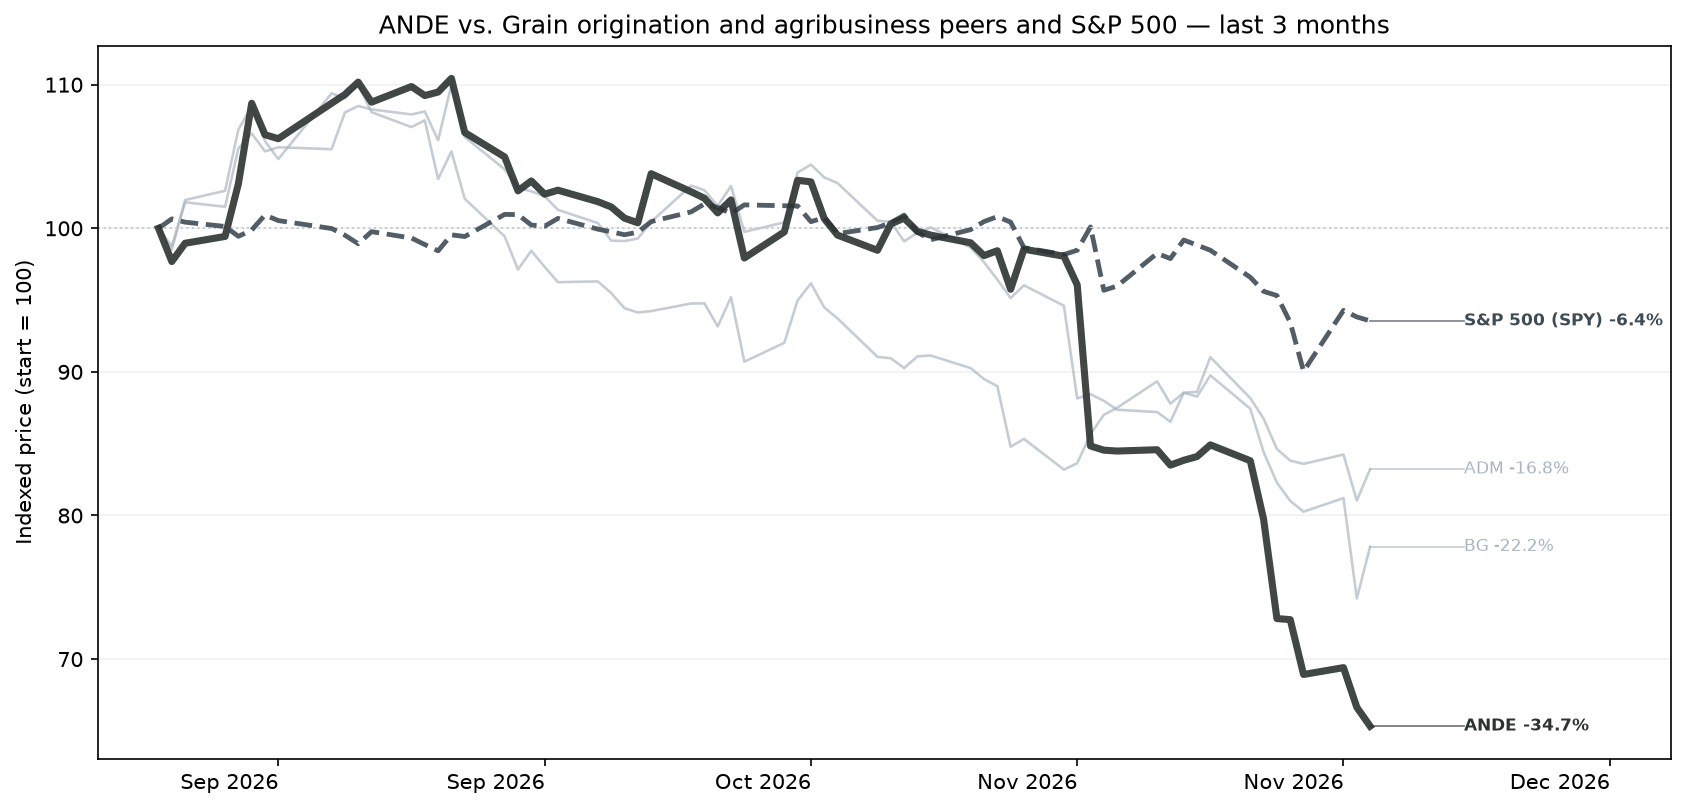 ANDE vs. Grain origination and agribusiness peers and S&P 500 — last 3 months
Indexed price (start = 100)
110
100
90
80
70
S&P 500 (SPY) -6.4%
ADM -16.8%
BG -22.2%
ANDE -34.7%
Sep 2026
Sep 2026
Oct 2026
Nov 2026
Nov 2026
Dec 2026